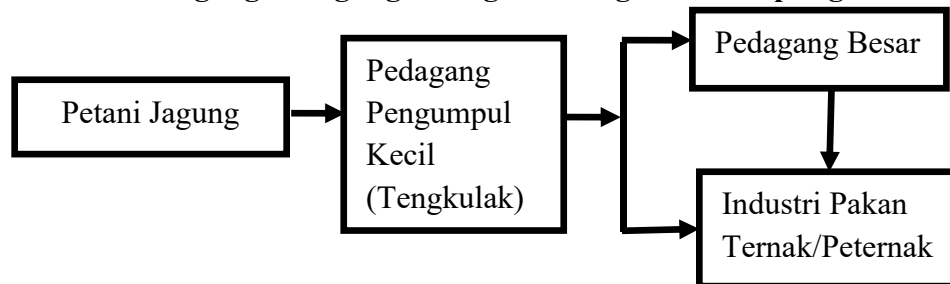 Petani Jagung
Pedagang
Pengumpul
Kecil
(Tengkulak)
Pedagang Besar
Industri Pakan
Ternak/Peternak